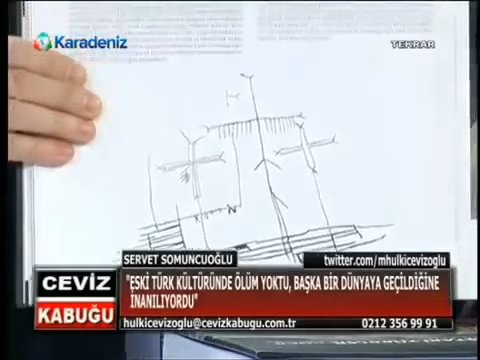 Karadeniz
TEKRAR
SERVET SOMUNCUOĞLU
twitter.com/mhulkicevizoglu
CEVİZ
KABUĞU
"ESKİ TÜRK KÜLTÜRÜNDE ÖLÜM YOKTU, BAŞKA BİR DÜNYAYA GEÇİLDİĞİNE
İNANILIYORDU"
hulkicevizoglu@cevizkabugu.com.tr
0212 356 99 91